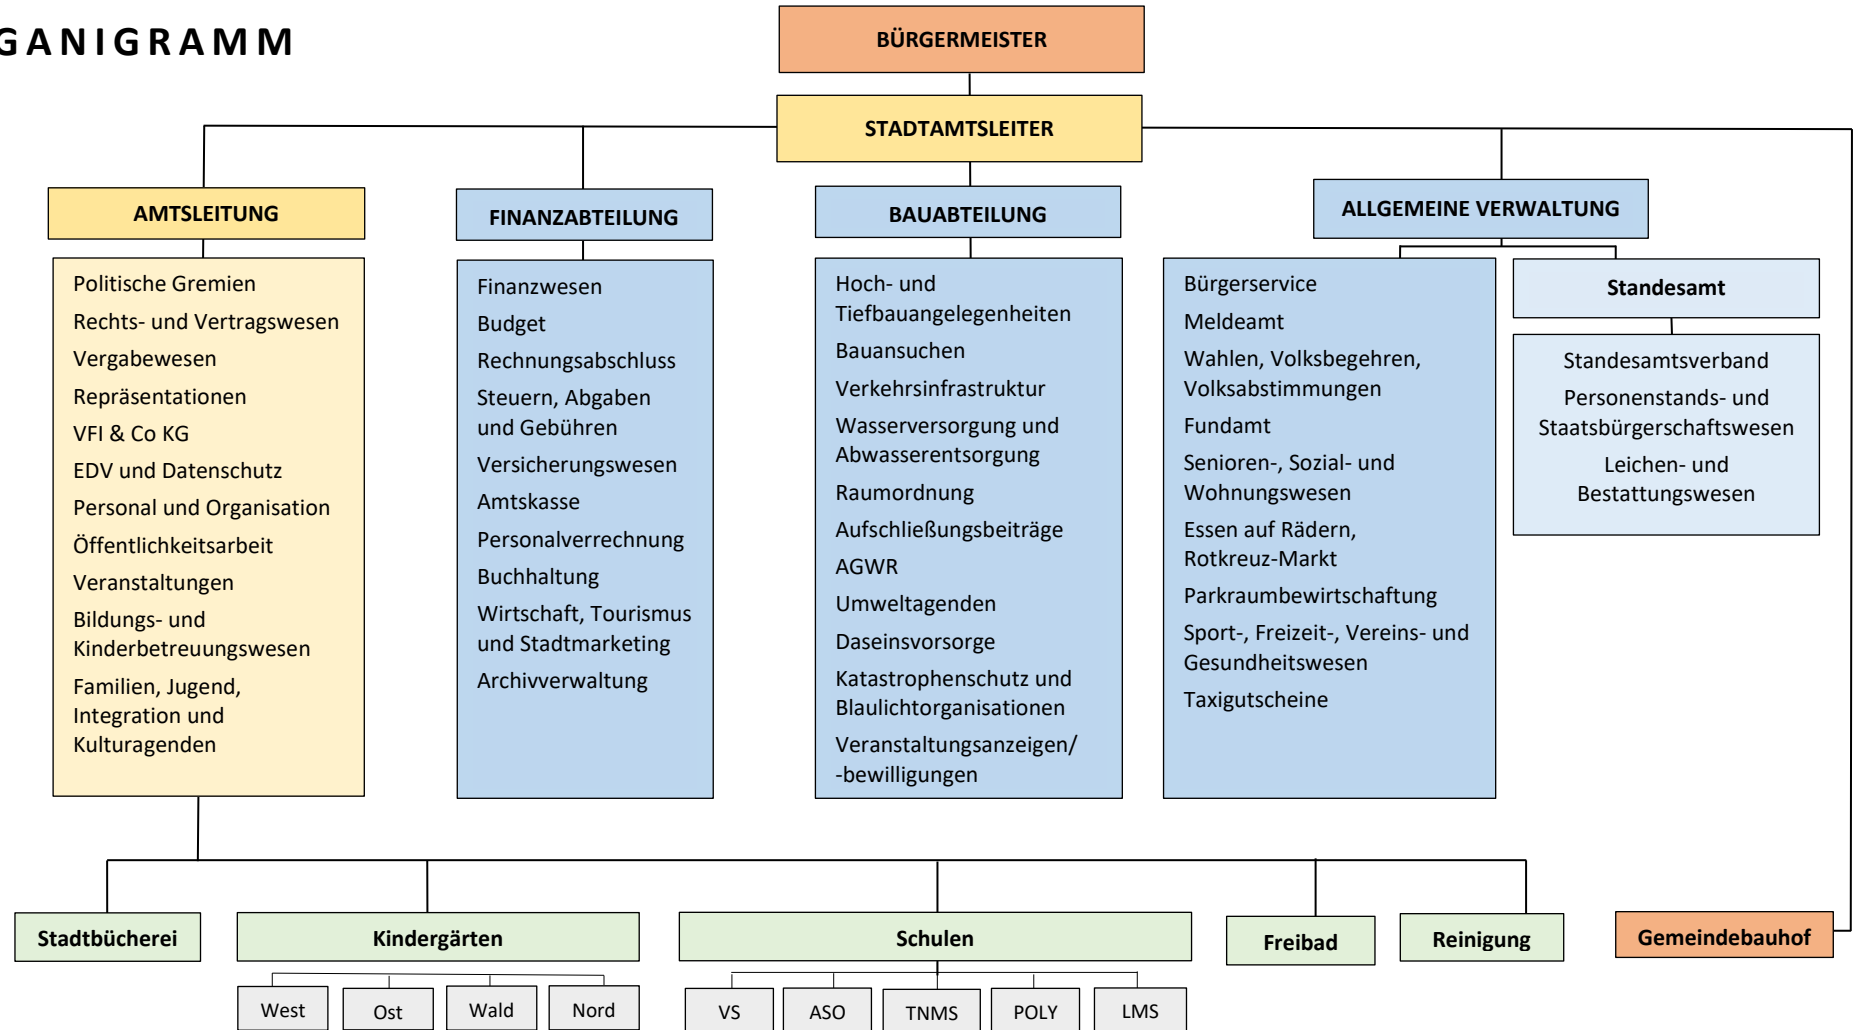 GANIGRAMM
BÜRGERMEISTER
STADTAMTSLEITER
AMTSLEITUNG
Politische Gremien
Rechts- und Vertragswesen
Vergabewesen
Repräsentationen
VFI & Co KG
EDV und Datenschutz
Personal und Organisation
Öffentlichkeitsarbeit
Veranstaltungen
Bildungs- und
Kinderbetreuungswesen
Familien, Jugend,
Integration und
Kulturagenden
FINANZABTEILUNG
Finanzwesen
Budget
Rechnungsabschluss
Steuern, Abgaben
und Gebühren
Versicherungswesen
Amtskasse
Personalverrechnung
Buchhaltung
Wirtschaft, Tourismus
und Stadtmarketing
Archivverwaltung
BAUABTEILUNG
Hoch- und
Tiefbauangelegenheiten
Bauansuchen
Verkehrsinfrastruktur
Wasserversorgung und
Abwasserentsorgung
Raumordnung
Aufschließungsbeiträge
AGWR
Umweltagenden
Daseinsvorsorge
Katastrophenschutz und
Blaulichtorganisationen
Veranstaltungsanzeigen/
-bewilligungen
ALLGEMEINE VERWALTUNG
Bürgerservice
Meldeamt
Wahlen, Volksbegehren,
Volksabstimmungen
Fundamt
Senioren-, Sozial- und
Wohnungswesen
Essen auf Rädern,
Rotkreuz-Markt
Parkraumbewirtschaftung
Sport-, Freizeit-, Vereins- und
Gesundheitswesen
Taxigutscheine
Standesamt
Standesamtsverband
Personenstands- und
Staatsbürgerschaftswesen
Leichen- und
Bestattungswesen
Stadtbücherei
Kindergärten
West
Ost
Wald
Nord
Schulen
VS
ASO
TNMS
POLY
LMS
Freibad
Reinigung
Gemeindebauhof